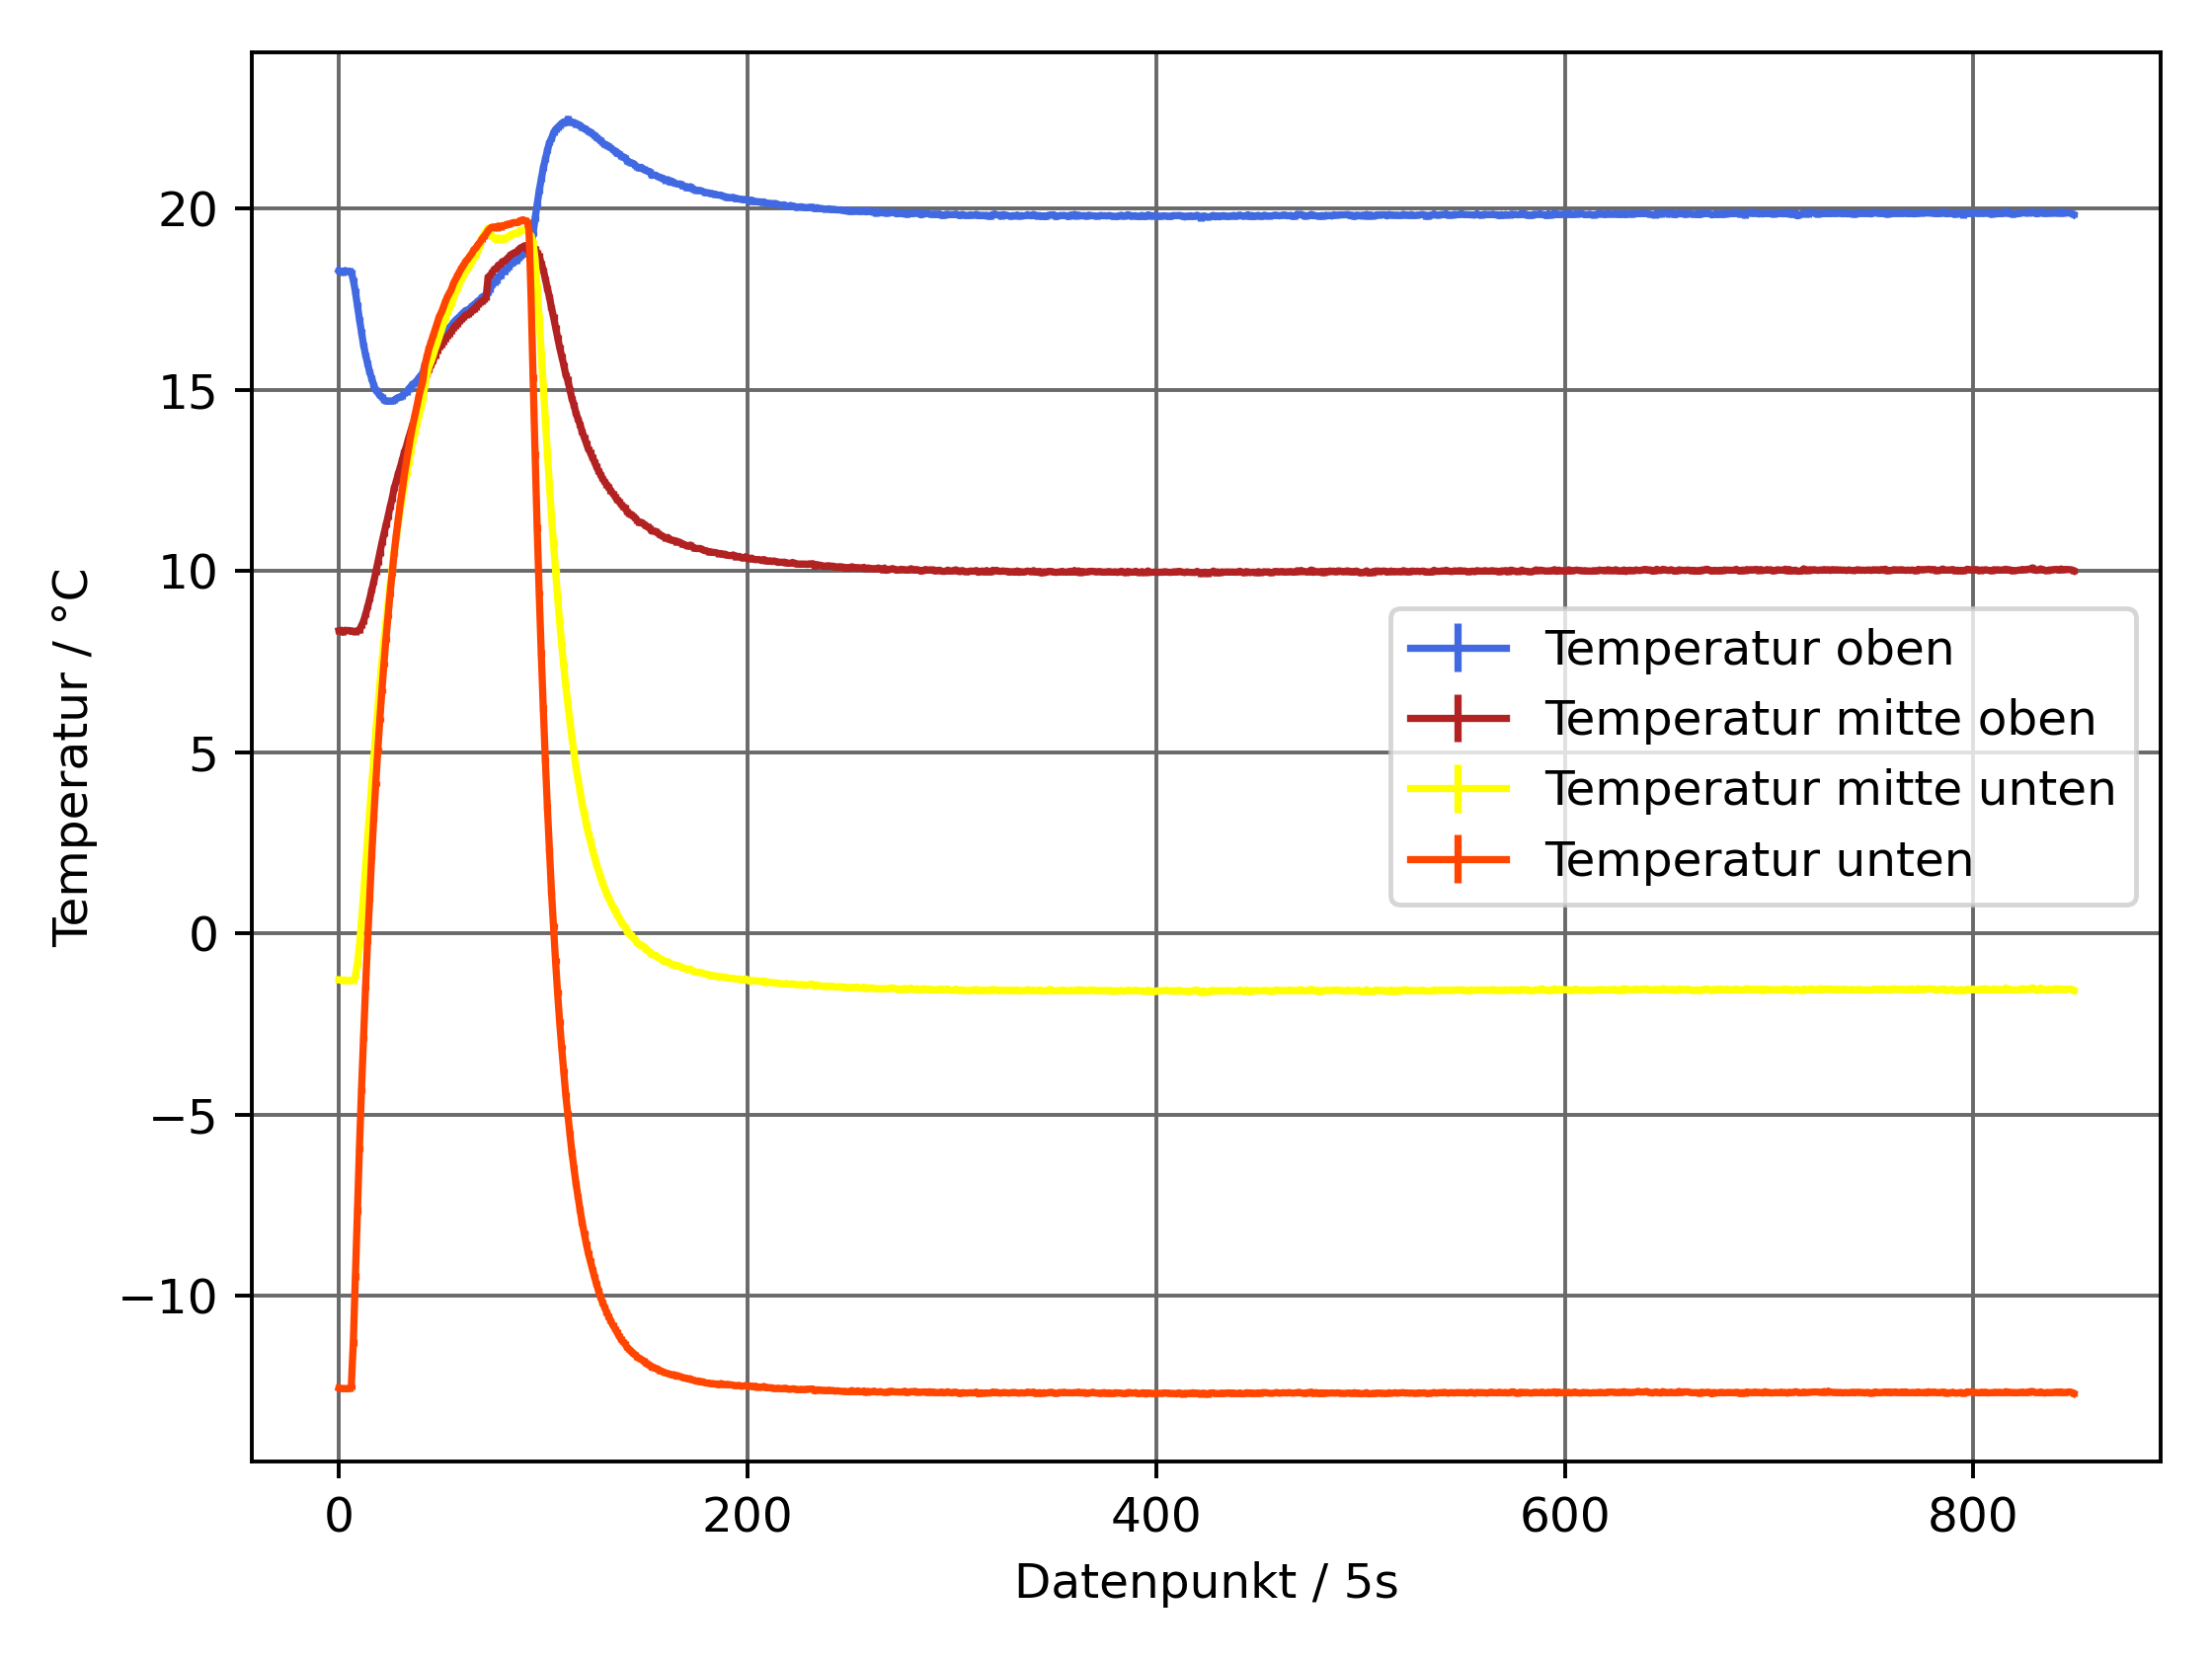 Temperatur / °C
20
15
10
5
0
−5
−10
Temperatur oben
Temperatur mitte oben
Temperatur mitte unten
Temperatur unten
0 200 400 600 800
Datenpunkt / 5s